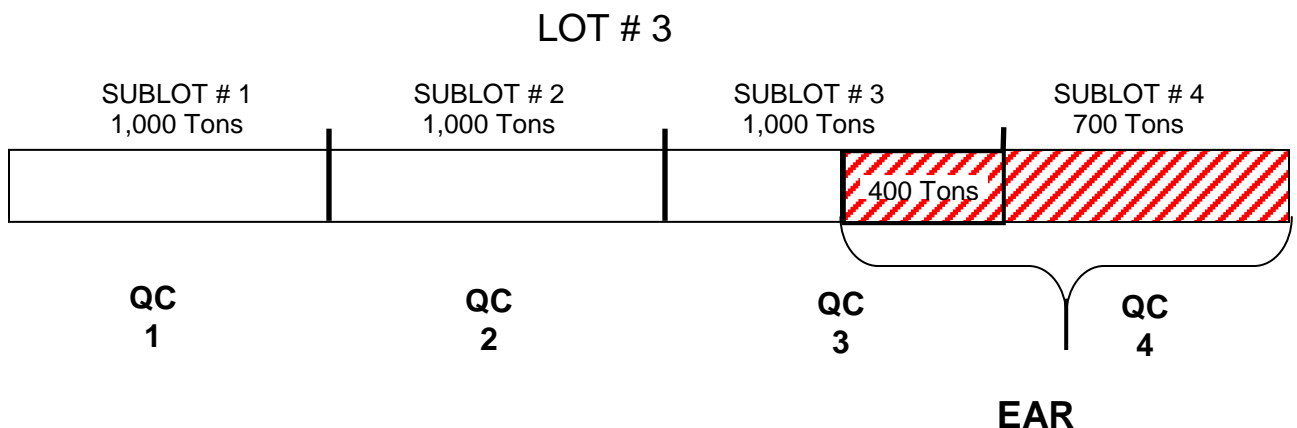 LOT # 3
SUBLOT # 1
1,000 Tons
SUBLOT # 2
1,000 Tons
SUBLOT # 3
1,000 Tons
SUBLOT # 4
700 Tons
400 Tons
QC
1
QC
2
QC
3
QC
4
EAR